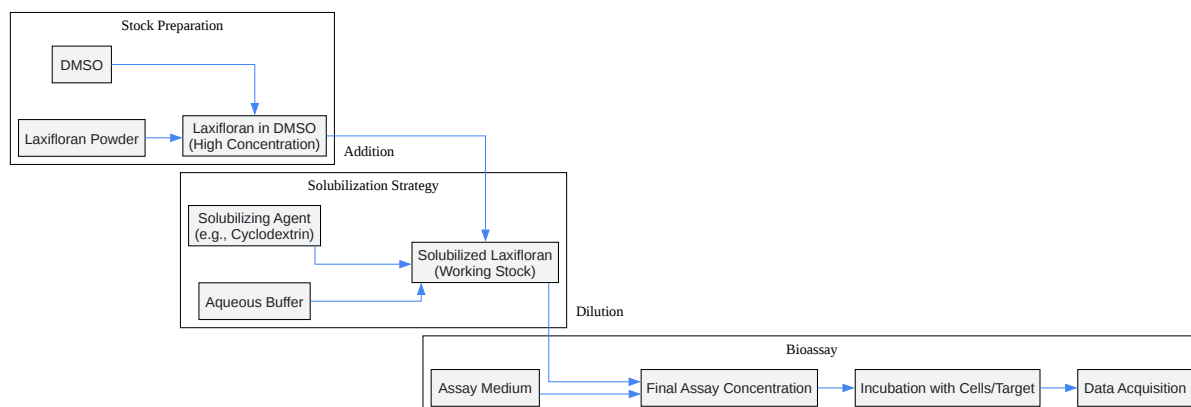 Stock Preparation
DMSO
Laxifloran Powder
Laxifloran in DMSO
(High Concentration)
Addition
Solubilization Strategy
Solubilizing Agent
(e.g., Cyclodextrin)
Solubilized Laxifloran
(Working Stock)
Aqueous Buffer
Dilution
Bioassay
Assay Medium
Final Assay Concentration
Incubation with Cells/Target
Data Acquisition